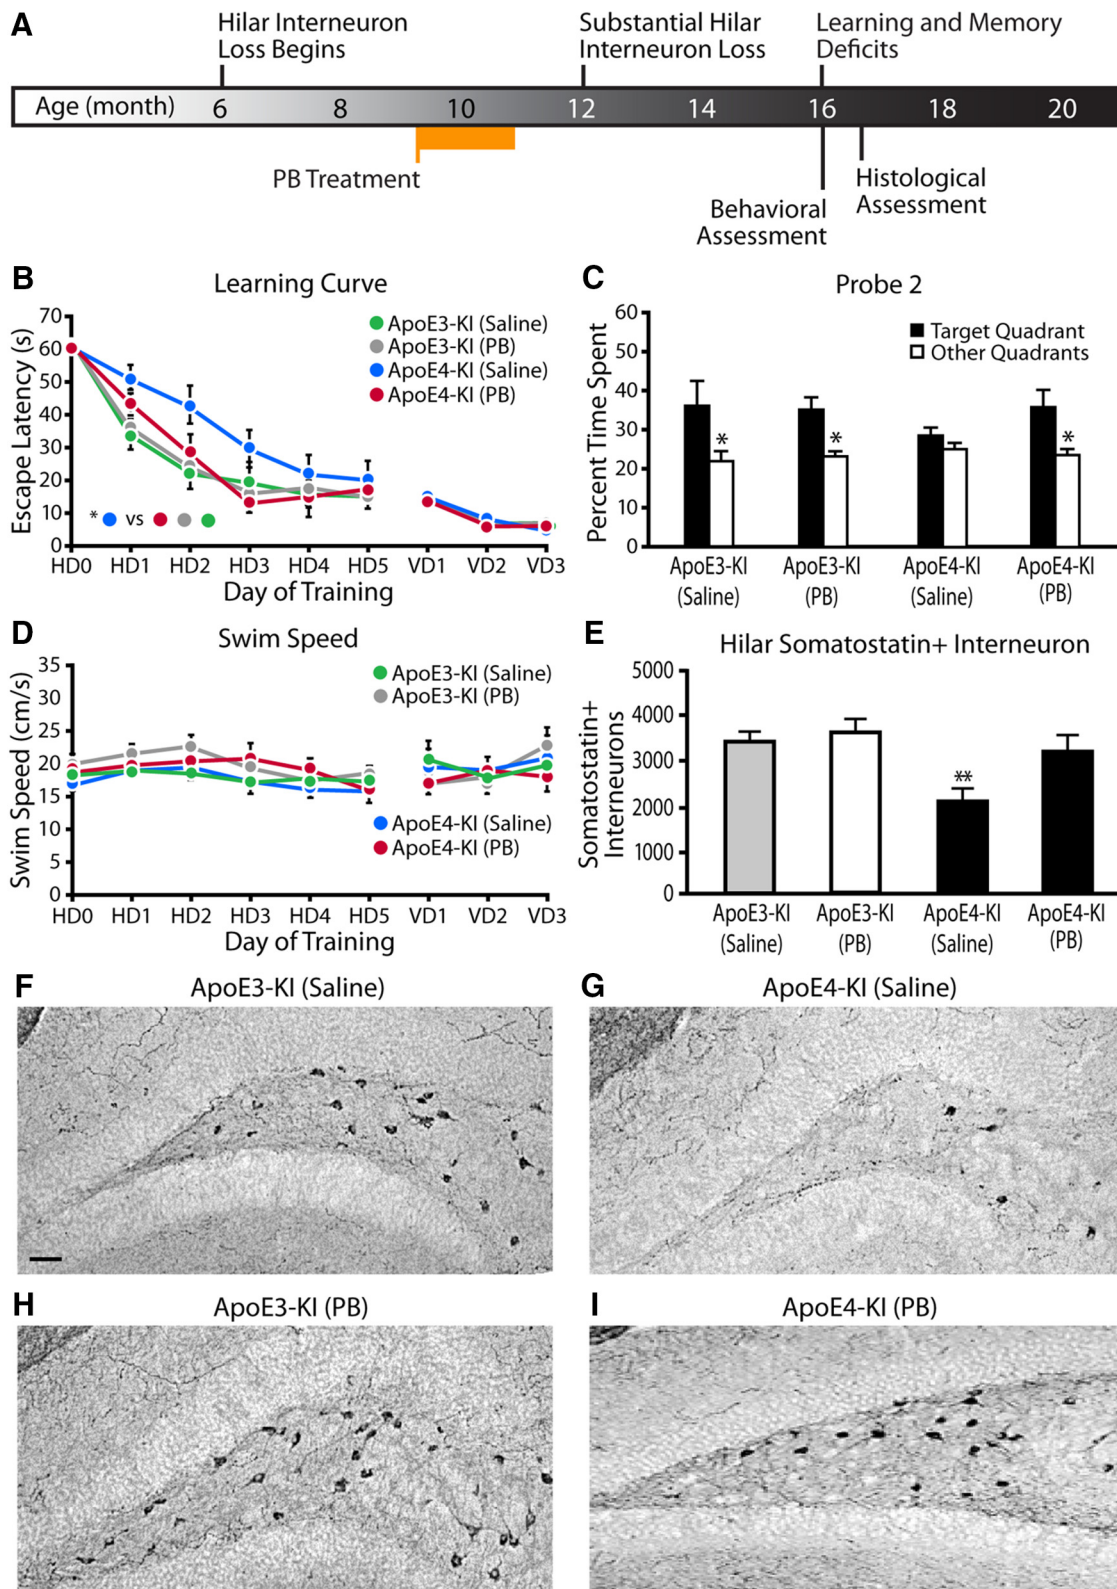 A
Hilar Interneuron
Loss Begins
Substantial Hilar
Interneuron Loss
Learning and Memory
Deficits
Age (month) 6 8 10 12 14 16 18 20
PB Treatment
Behavioral
Assessment
Histological
Assessment
B
Learning Curve
Escape Latency (s)
70
60
50
40
30
20
10
0
ApoE3-KI (Saline)
ApoE3-KI (PB)
ApoE4-KI (Saline)
ApoE4-KI (PB)
* vs
HD0 HD1 HD2 HD3 HD4 HD5 VD1 VD2 VD3
Day of Training
C
Probe 2
Percent Time Spent
60
50
40
30
20
10
0
Target Quadrant
Other Quadrants
* * *
ApoE3-KI (Saline)
ApoE3-KI (PB)
ApoE4-KI (Saline)
ApoE4-KI (PB)
D
Swim Speed
Swim Speed (cm/s)
35
30
25
20
15
10
5
0
ApoE3-KI (Saline)
ApoE3-KI (PB)
ApoE4-KI (Saline)
ApoE4-KI (PB)
HD0 HD1 HD2 HD3 HD4 HD5 VD1 VD2 VD3
Day of Training
E
Hilar Somatostatin+ Interneuron
Somatostatin+
Interneurons
5000
4000
3000
2000
1000
0
**
ApoE3-KI (Saline)
ApoE3-KI (PB)
ApoE4-KI (Saline)
ApoE4-KI (PB)
F
ApoE3-KI (Saline)
G
ApoE4-KI (Saline)
H
ApoE3-KI (PB)
I
ApoE4-KI (PB)